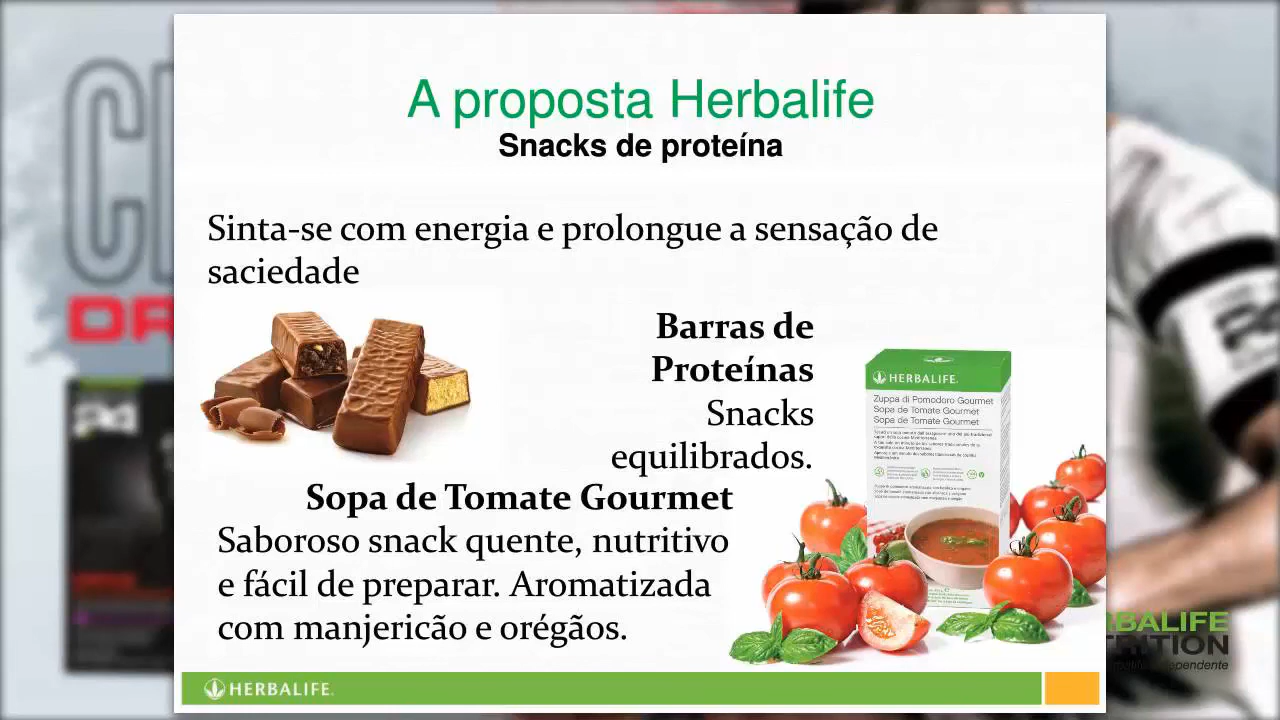 A proposta Herbalife
Snacks de proteína
Sinta-se com energia e prolongue a sensação de
saciedade
Barras de
Proteínas
Snacks
equilibrados.
Sopa de Tomate Gourmet
Saboroso snack quente, nutritivo
e fácil de preparar. Aromatizada
com manjericão e orégãos.
HERBALIFE
Zuppa di Pomodoro Gourmet
Sopa de Tomate Gourmet
Sopa de Tomate Gourmet
HERBALIFE.